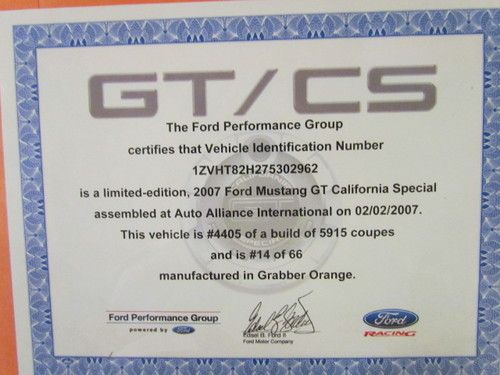 GT/CS
The Ford Performance Group
certifies that Vehicle Identification Number
1ZVHT82H275302962
is a limited-edition, 2007 Ford Mustang GT California Special
assembled at Auto Alliance International on 02/02/2007.
This vehicle is #4405 of a build of 5915 coupes
and is #14 of 66
manufactured in Grabber Orange.
Ford Performance Group
powered by Ford
Edsel B. Ford II
Ford Motor Company
Ford
RACING